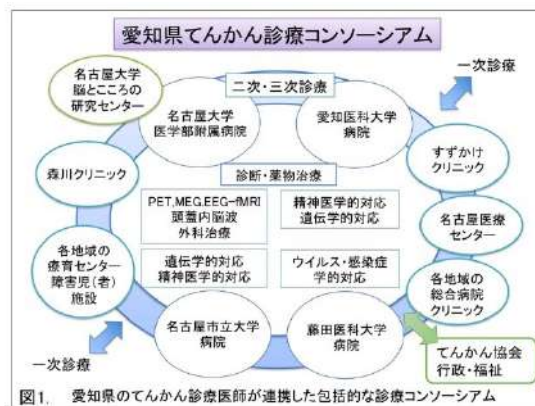 愛知県てんかん診療コンソーシアム
名古屋大学
脳とこころの
研究センター
二次・三次診療
一次診療
名古屋大学
医学部附属病院
愛知医科大学
病院
森川クリニック
診断・薬物治療
すずかけ
クリニック
PET,MEG,EEG-fMRI
頭蓋内脳波
外科治療
精神医学的対応
遺伝学的対応
名古屋医療
センター
各地域の
療育センター
障害児(者)
施設
遺伝学的対応
精神医学的対応
ウイルス・感染症
学的対応
各地域の
総合病院
クリニック
名古屋市立大学
病院
藤田医科大学
病院
一次診療
てんかん協会
行政・福祉
図1. 愛知県のてんかん診療医師が連携した包括的な診療コンソーシアム